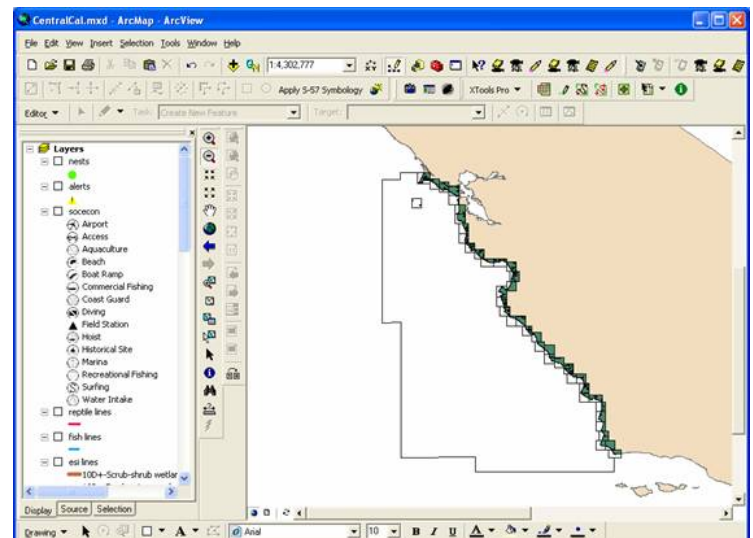 CentralCal.mxd - ArcMap - ArcView
File Edit View Insert Selection Tools Window Help
1:4,302,777
Apply S-57 Symbology XTools Pro
Editor Task: Create New Feature Target:
Layers
nests
alerts
socecon
Airport
Access
Aquaculture
Beach
Boat Ramp
Commercial Fishing
Coast Guard
Diving
Field Station
Hoist
Historical Site
Marina
Recreational Fishing
Surfing
Water Intake
reptile lines
fish lines
esi lines
10D+-Scrub-shrub wetlar
Display Source Selection
Drawing A Arial 10 B I U A